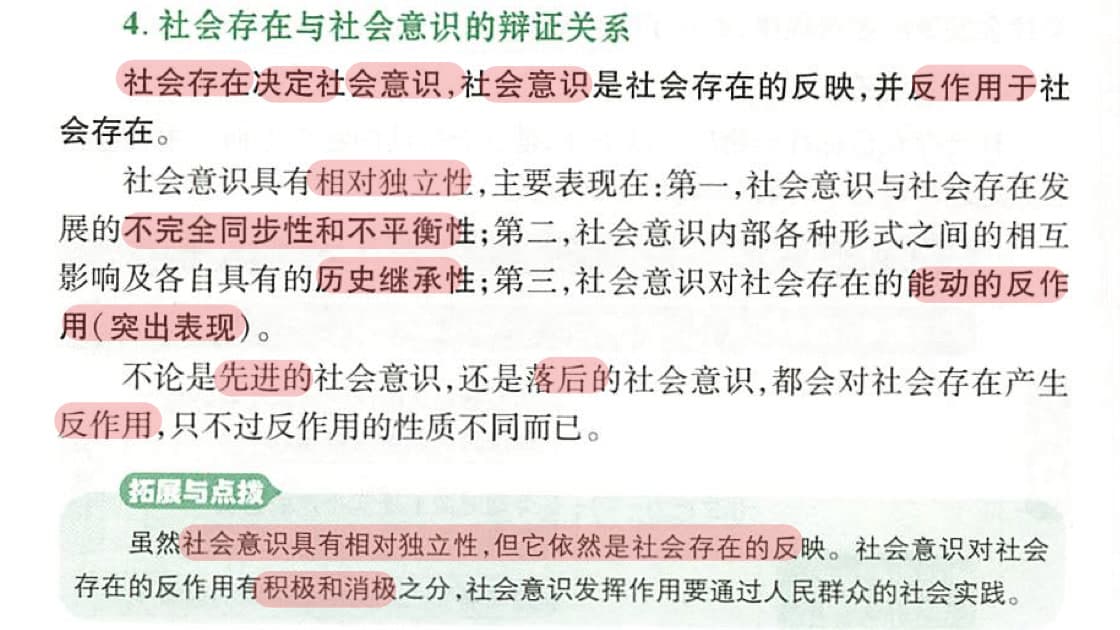 4. 社会存在与社会意识的辩证关系
社会存在决定社会意识,社会意识是社会存在的反映,并反作用于社
会存在。
社会意识具有相对独立性,主要表现在:第一,社会意识与社会存在发
展的不完全同步性和不平衡性;第二,社会意识内部各种形式之间的相互
影响及各自具有的历史继承性;第三,社会意识对社会存在的能动的反作
用(突出表现)。
不论是先进的社会意识,还是落后的社会意识,都会对社会存在产生
反作用,只不过反作用的性质不同而已。
拓展与点拨
虽然社会意识具有相对独立性,但它依然是社会存在的反映。社会意识对社会
存在的反作用有积极和消极之分,社会意识发挥作用要通过人民群众的社会实践。